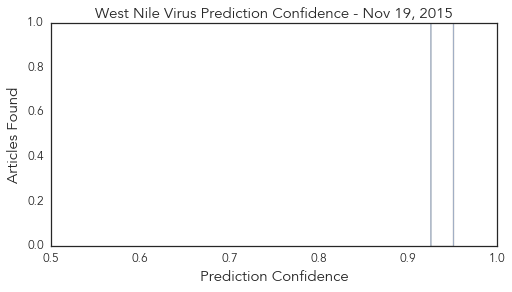 West Nile Virus Prediction Confidence - Nov 19, 2015
1.0
0.8
0.6
0.4
0.2
0.0
Articles Found
0.5 0.6 0.7 0.8 0.9 1.0
Prediction Confidence